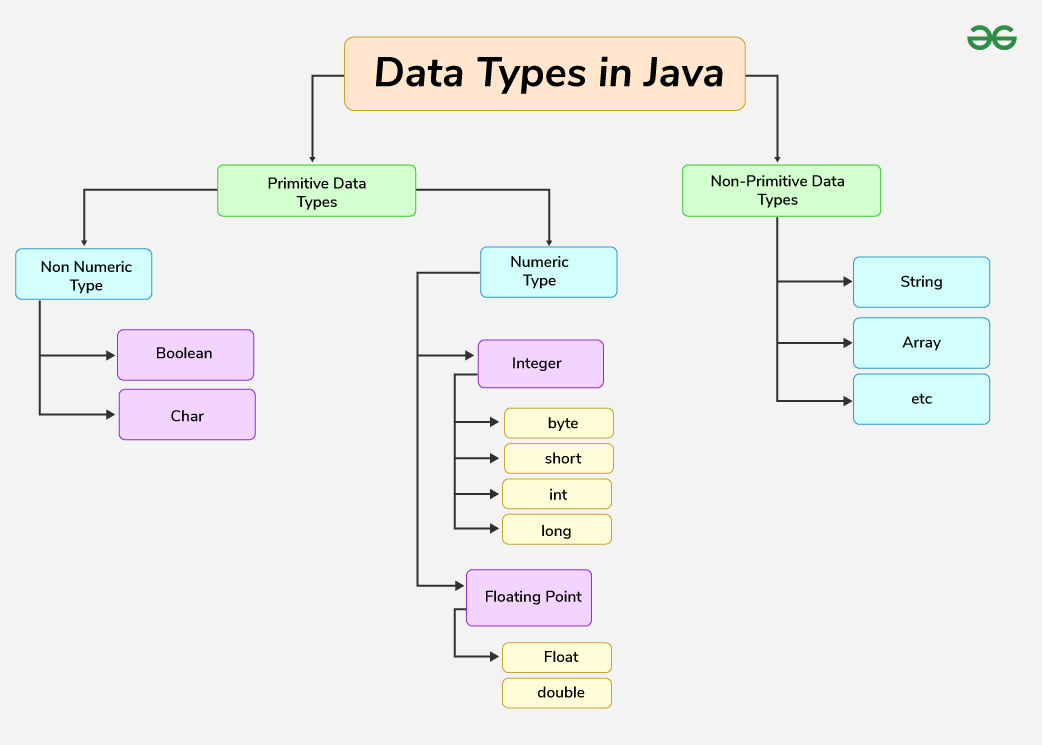 Data Types in Java
Primitive Data
Types
Non-Primitive Data
Types
Non Numeric
Type
Numeric
Type
Boolean
Char
Integer
byte
short
int
long
Floating Point
Float
double
String
Array
etc